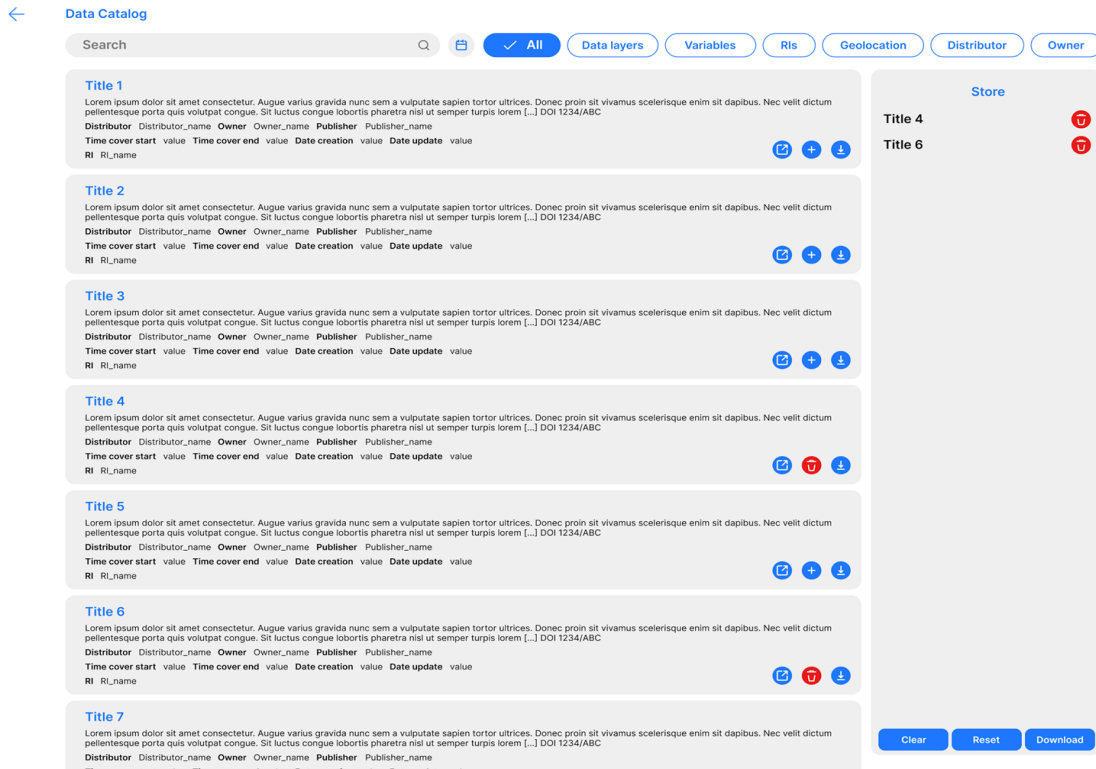 Data Catalog
Search
All
Data layers
Variables
RIs
Geolocation
Distributor
Owner
Title 1
Lorem ipsum dolor sit amet consectetur. Augue varius gravida nunc sem a vulputate sapien tortor ultrices. Donec proin sit vivamus scelerisque enim sit dapibus. Nec velit dictum
pellentesque porta quis volutpat congue. Sit luctus congue lobortis pharetra nisl ut semper turpis lorem [...] DOI 1234/ABC
Distributor Distributor_name Owner Owner_name Publisher Publisher_name
Time cover start value Time cover end value Date creation value Date update value
RI RI_name
Title 2
Lorem ipsum dolor sit amet consectetur. Augue varius gravida nunc sem a vulputate sapien tortor ultrices. Donec proin sit vivamus scelerisque enim sit dapibus. Nec velit dictum
pellentesque porta quis volutpat congue. Sit luctus congue lobortis pharetra nisl ut semper turpis lorem [...] DOI 1234/ABC
Distributor Distributor_name Owner Owner_name Publisher Publisher_name
Time cover start value Time cover end value Date creation value Date update value
RI RI_name
Title 3
Lorem ipsum dolor sit amet consectetur. Augue varius gravida nunc sem a vulputate sapien tortor ultrices. Donec proin sit vivamus scelerisque enim sit dapibus. Nec velit dictum
pellentesque porta quis volutpat congue. Sit luctus congue lobortis pharetra nisl ut semper turpis lorem [...] DOI 1234/ABC
Distributor Distributor_name Owner Owner_name Publisher Publisher_name
Time cover start value Time cover end value Date creation value Date update value
RI RI_name
Title 4
Lorem ipsum dolor sit amet consectetur. Augue varius gravida nunc sem a vulputate sapien tortor ultrices. Donec proin sit vivamus scelerisque enim sit dapibus. Nec velit dictum
pellentesque porta quis volutpat congue. Sit luctus congue lobortis pharetra nisl ut semper turpis lorem [...] DOI 1234/ABC
Distributor Distributor_name Owner Owner_name Publisher Publisher_name
Time cover start value Time cover end value Date creation value Date update value
RI RI_name
Title 5
Lorem ipsum dolor sit amet consectetur. Augue varius gravida nunc sem a vulputate sapien tortor ultrices. Donec proin sit vivamus scelerisque enim sit dapibus. Nec velit dictum
pellentesque porta quis volutpat congue. Sit luctus congue lobortis pharetra nisl ut semper turpis lorem [...] DOI 1234/ABC
Distributor Distributor_name Owner Owner_name Publisher Publisher_name
Time cover start value Time cover end value Date creation value Date update value
RI RI_name
Title 6
Lorem ipsum dolor sit amet consectetur. Augue varius gravida nunc sem a vulputate sapien tortor ultrices. Donec proin sit vivamus scelerisque enim sit dapibus. Nec velit dictum
pellentesque porta quis volutpat congue. Sit luctus congue lobortis pharetra nisl ut semper turpis lorem [...] DOI 1234/ABC
Distributor Distributor_name Owner Owner_name Publisher Publisher_name
Time cover start value Time cover end value Date creation value Date update value
RI RI_name
Title 7
Lorem ipsum dolor sit amet consectetur. Augue varius gravida nunc sem a vulputate sapien tortor ultrices. Donec proin sit vivamus scelerisque enim sit dapibus. Nec velit dictum
pellentesque porta quis volutpat congue. Sit luctus congue lobortis pharetra nisl ut semper turpis lorem [...] DOI 1234/ABC
Distributor Distributor_name Owner Owner_name Publisher Publisher_name
Store
Title 4
Title 6
Clear
Reset
Download